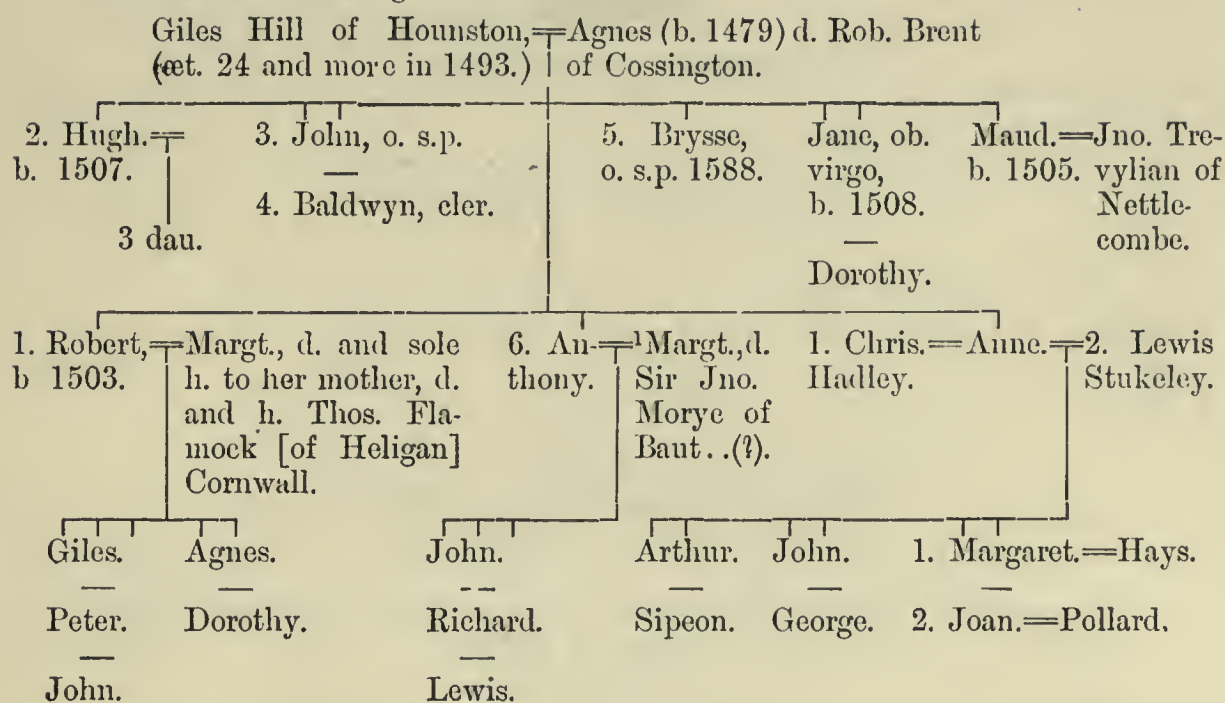 Giles Hill of Hounston,=Agnes (b. 1479) d. Rob. Brent
(æt. 24 and more in 1493.) of Cossington.
2. Hugh.= 3. John, o. s.p. 5. Brysse, Jane, ob. Maud.=Jno. Tre-
b. 1507. — o. s.p. 1588. virgo, b. 1505. vylian of
4. Baldwyn, cler. b. 1508. Nettle-
3 dau. — combe.
Dorothy.
1. Robert,=Margt., d. and sole 6. An-=¹Margt., d. 1. Chris.=Anne.=2. Lewis
b 1503. h. to her mother, d. thony. Sir Jno. Hadley. Stukeley.
and h. Thos. Fla- Morye of
mock [of Heligan] Baut. .(?).
Cornwall.
Giles. Agnes. John. Arthur. John. 1. Margaret.=Hays.
— — -- — — —
Peter. Dorothy. Richard. Sipeon. George. 2. Joan.=Pollard.
— —
John. Lewis.